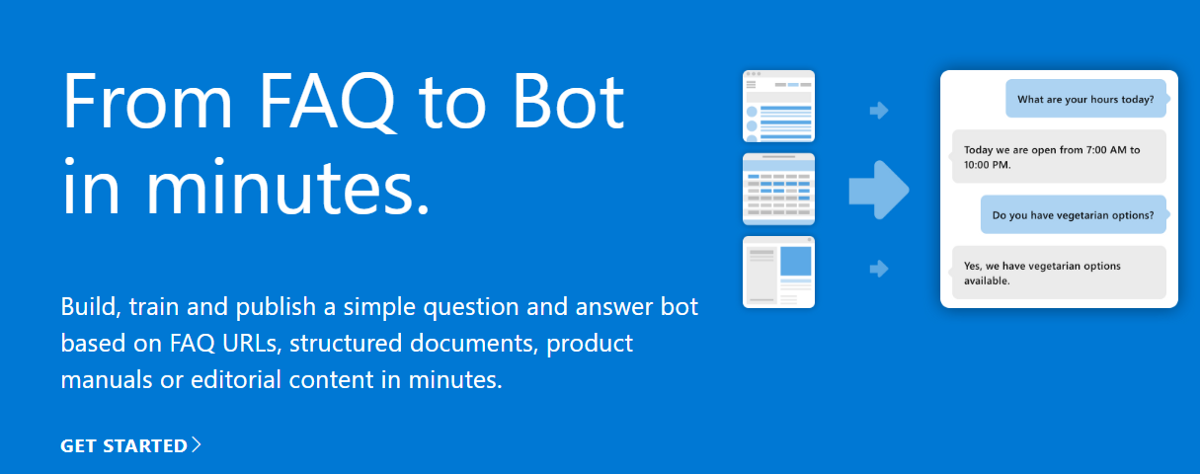 From FAQ to Bot
in minutes.
Build, train and publish a simple question and answer bot
based on FAQ URLs, structured documents, product
manuals or editorial content in minutes.
GET STARTED
What are your hours today?
Today we are open from 7:00 AM to
10:00 PM.
Do you have vegetarian options?
Yes, we have vegetarian options
available.